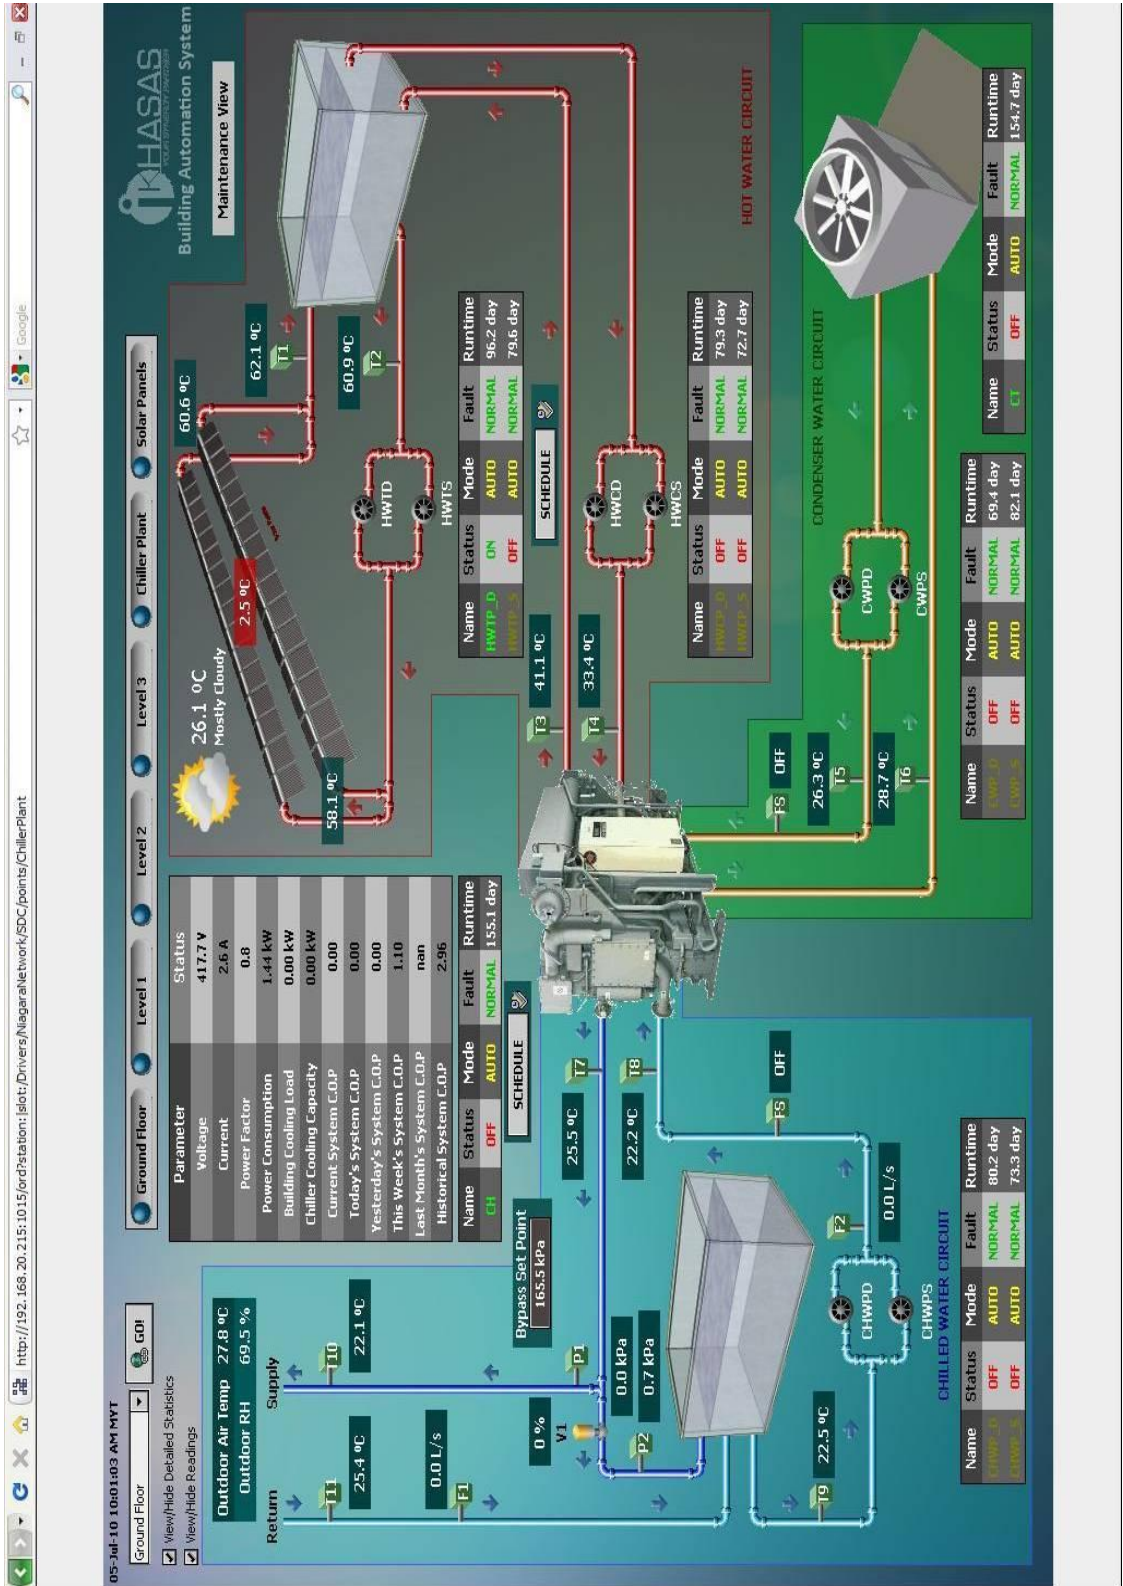 http://192.168.20.215:1015/ord?station:|slot:/Drivers/NiagaraNetwork/SDC/points/ChillerPlant
Google
05-Jul-10 10:01:03 AM MYT
Ground Floor
GO!
View/Hide Detailed Statistics
View/Hide Readings
Ground Floor
Level 1
Level 2
Level 3
Chiller Plant
Solar Panels
IKHASAS
Building Automation System
Maintenance View
Outdoor Air Temp 27.8 ºC
Outdoor RH 69.5 %
Parameter Status
Voltage 417.7 V
Current 2.6 A
Power Factor 0.8
Power Consumption 1.44 kW
Building Cooling Load 0.00 kW
Chiller Cooling Capacity 0.00 kW
Current System C.O.P 0.00
Today's System C.O.P 0.00
Yesterday's System C.O.P 0.00
This Week's System C.O.P 1.10
Last Month's System C.O.P nan
Historical System C.O.P 2.96
Name Status Mode Fault Runtime
CH OFF AUTO NORMAL 155.1 day
SCHEDULE
26.1 ºC
Mostly Cloudy
2.5 ºC
58.1 ºC
60.6 ºC
62.1 ºC
T1
60.9 ºC
T2
HWTD
HWTS
Name Status Mode Fault Runtime
HWTP_D ON AUTO NORMAL 96.2 day
HWTP_S OFF AUTO NORMAL 79.6 day
SCHEDULE
41.1 ºC
T3
33.4 ºC
T4
HWCD
HWCS
Name Status Mode Fault Runtime
HWCP_D OFF AUTO NORMAL 79.3 day
HWCP_S OFF AUTO NORMAL 72.7 day
HOT WATER CIRCUIT
Return
Supply
T11
25.4 ºC
T10
22.1 ºC
0.0 L/s
F1
Bypass Set Point
165.5 kPa
P1
0 %
V1
0.0 kPa
0.7 kPa
P2
25.5 ºC
T7
22.2 ºC
T8
FS
OFF
T9
22.5 ºC
F2
0.0 L/s
CHWPD
CHWPS
CHILLED WATER CIRCUIT
Name Status Mode Fault Runtime
CHWP_D OFF AUTO NORMAL 80.2 day
CHWP_S OFF AUTO NORMAL 73.3 day
FS
OFF
26.3 ºC
T5
28.7 ºC
T6
CWPD
CWPS
CONDENSER WATER CIRCUIT
Name Status Mode Fault Runtime
CWP_D OFF AUTO NORMAL 69.4 day
CWP_S OFF AUTO NORMAL 82.1 day
Name Status Mode Fault Runtime
CT OFF AUTO NORMAL 154.7 day